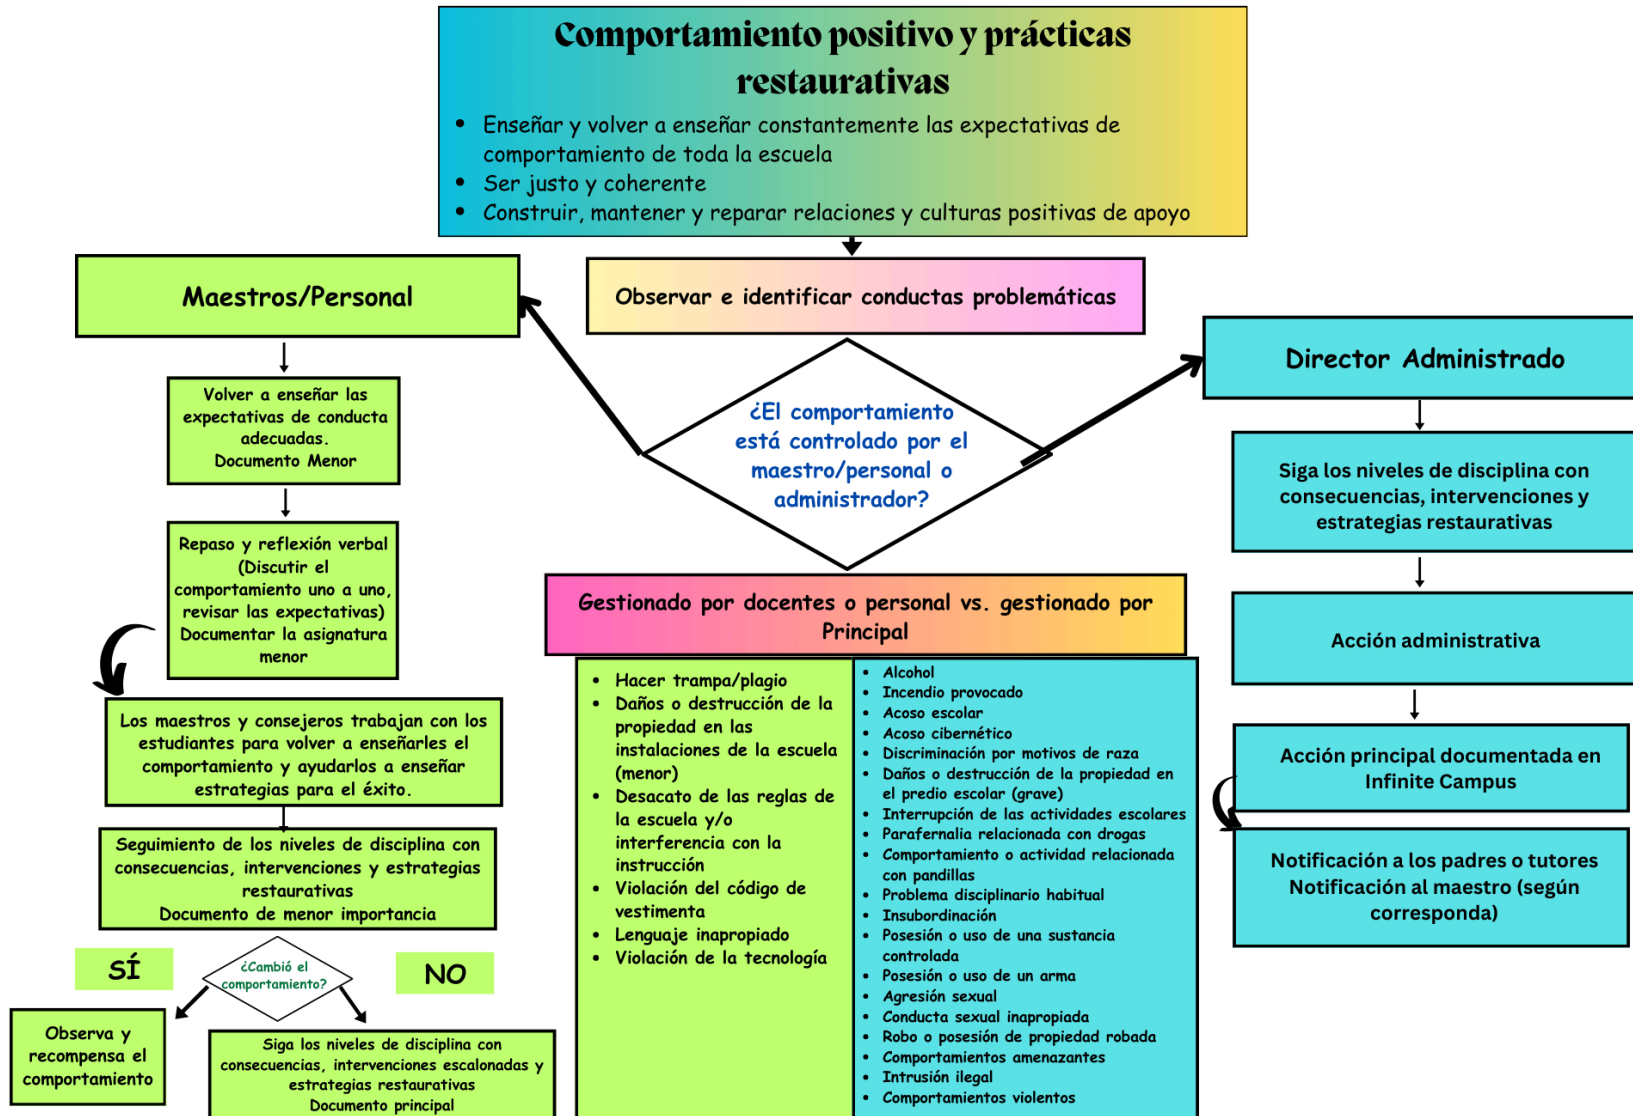 Comportamiento positivo y prácticas
restaurativas
• Enseñar y volver a enseñar constantemente las expectativas de
comportamiento de toda la escuela
• Ser justo y coherente
• Construir, mantener y reparar relaciones y culturas positivas de apoyo
Observar e identificar conductas problemáticas
¿El comportamiento
está controlado por el
maestro/personal o
administrador?
Maestros/Personal
Volver a enseñar las
expectativas de conducta
adecuadas.
Documento Menor
Repaso y reflexión verbal
(Discutir el
comportamiento uno a uno,
revisar las expectativas)
Documentar la asignatura
menor
Los maestros y consejeros trabajan con los
estudiantes para volver a enseñarles el
comportamiento y ayudarlos a enseñar
estrategias para el éxito.
Seguimiento de los niveles de disciplina con
consecuencias, intervenciones y estrategias
restaurativas
Documento de menor importancia
SÍ
¿Cambió el
comportamiento?
NO
Observa y
recompensa el
comportamiento
Siga los niveles de disciplina con
consecuencias, intervenciones escalonadas y
estrategias restaurativas
Documento principal
Gestionado por docentes o personal vs. gestionado por
Principal
• Hacer trampa/plagio
• Daños o destrucción de la
propiedad en las
instalaciones de la escuela
(menor)
• Desacato de las reglas de
la escuela y/o
interferencia con la
instrucción
• Violación del código de
vestimenta
• Lenguaje inapropiado
• Violación de la tecnología
• Alcohol
• Incendio provocado
• Acoso escolar
• Acoso cibernético
• Discriminación por motivos de raza
• Daños o destrucción de la propiedad en
el predio escolar (grave)
• Interrupción de las actividades escolares
• Parafernalia relacionada con drogas
• Comportamiento o actividad relacionada
con pandillas
• Problema disciplinario habitual
• Insubordinación
• Posesión o uso de una sustancia
controlada
• Posesión o uso de un arma
• Agresión sexual
• Conducta sexual inapropiada
• Robo o posesión de propiedad robada
• Comportamientos amenazantes
• Intrusión ilegal
• Comportamientos violentos
Director Administrado
Siga los niveles de disciplina con
consecuencias, intervenciones y
estrategias restaurativas
Acción administrativa
Acción principal documentada en
Infinite Campus
Notificación a los padres o tutores
Notificación al maestro (según
corresponda)